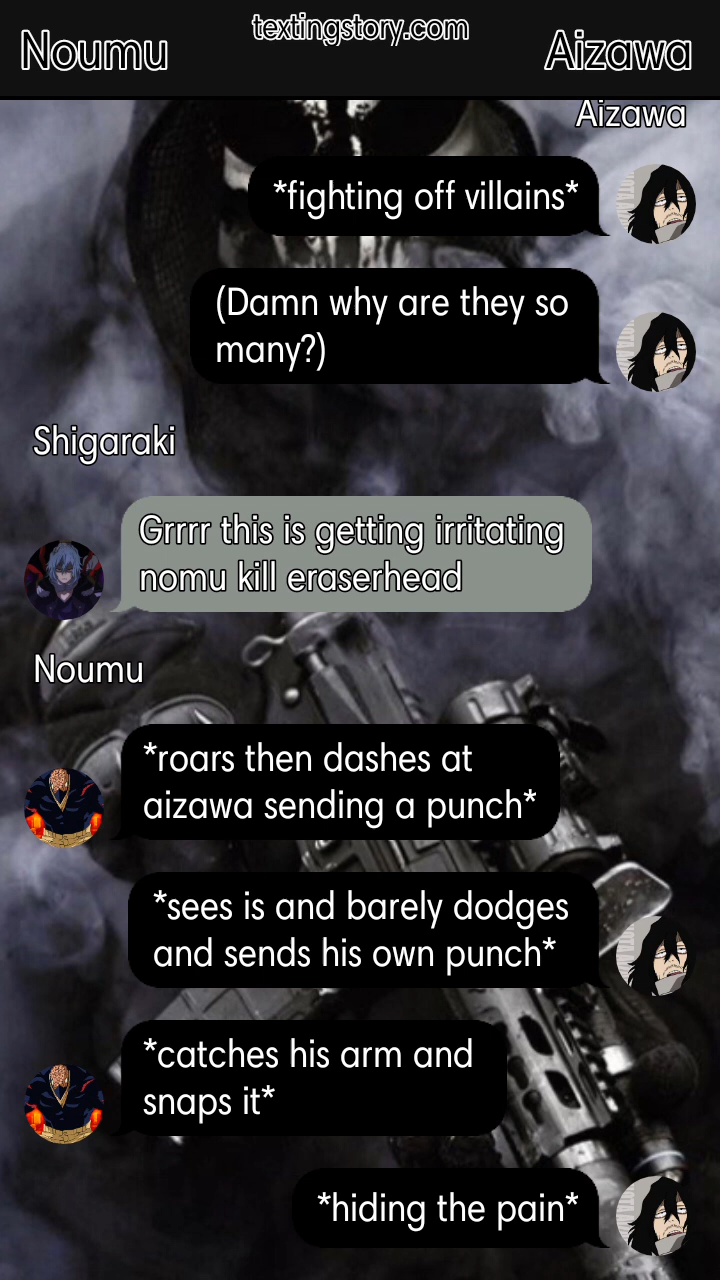 textingstory.com
Noumu
Aizawa
Aizawa
*fighting off villains*
(Damn why are they so
many?)
Shigaraki
Grrrr this is getting irritating
nomu kill eraserhead
Noumu
*roars then dashes at
aizawa sending a punch*
*sees is and barely dodges
and sends his own punch*
*catches his arm and
snaps it*
*hiding the pain*